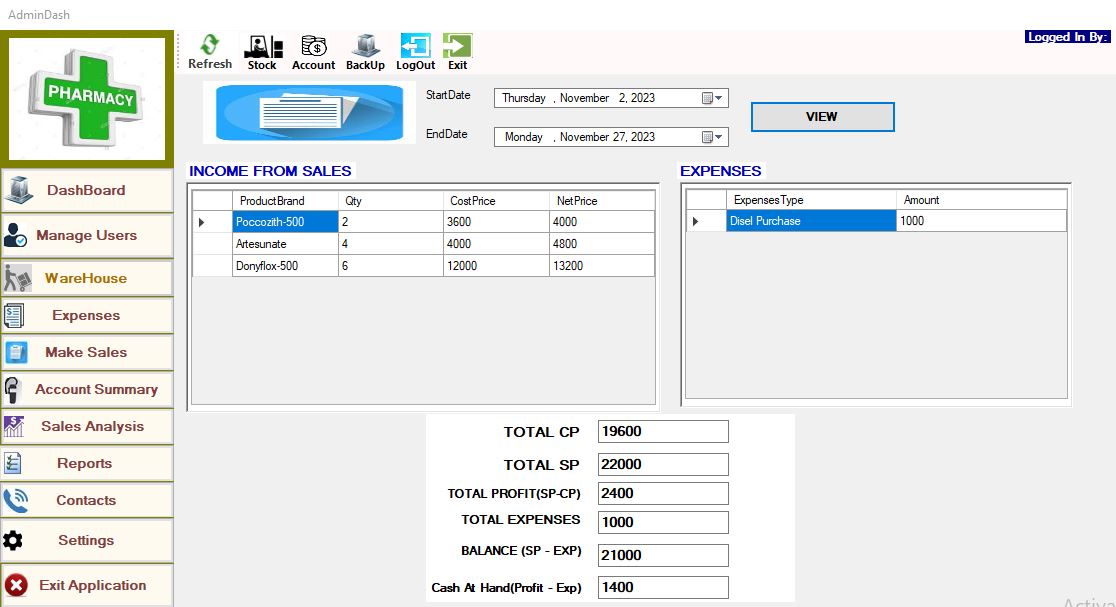 AdminDash
PHARMACY
Refresh Stock Account BackUp LogOut Exit
Logged In By:
StartDate Thursday , November 2, 2023
EndDate Monday , November 27, 2023
VIEW
DashBoard
Manage Users
WareHouse
Expenses
Make Sales
Account Summary
Sales Analysis
Reports
Contacts
Settings
Exit Application
INCOME FROM SALES
ProductBrand Qty CostPrice NetPrice
Poccozith-500 2 3600 4000
Artesunate 4 4000 4800
Donyflox-500 6 12000 13200
EXPENSES
ExpensesType Amount
Disel Purchase 1000
TOTAL CP 19600
TOTAL SP 22000
TOTAL PROFIT(SP-CP) 2400
TOTAL EXPENSES 1000
BALANCE (SP - EXP) 21000
Cash At Hand(Profit - Exp) 1400